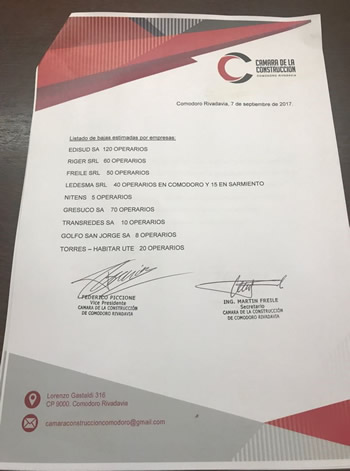 CAMARA DE LA
CONSTRUCCION
COMODORO RIVADAVIA
Comodoro Rivadavia, 7 de septiembre de 2017.
Listado de bajas estimadas por empresas:
EDISUD SA 120 OPERARIOS
RIGER SRL 60 OPERARIOS
FREILE SRL 50 OPERARIOS
LEDESMA SRL 40 OPERARIOS EN COMODORO Y 15 EN SARMIENTO
NITENS 5 OPERARIOS
GRESUCO SA 70 OPERARIOS
TRANSREDES SA 10 OPERARIOS
GOLFO SAN JORGE SA 8 OPERARIOS
TORRES – HABITAR UTE 20 OPERARIOS
FEDERICO PICCIONE
Vice Presidente
CAMARA DE LA CONSTRUCCIÓN
DE COMODORO RIVADAVIA
ING. MARTIN FREILE
Secretario
CAMARA DE LA CONSTRUCCIÓN
DE COMODORO RIVADAVIA
Lorenzo Gastaldi 316
CP 9000. Comodoro Rivadavia
camaraconstruccioncomodoro@gmail.com